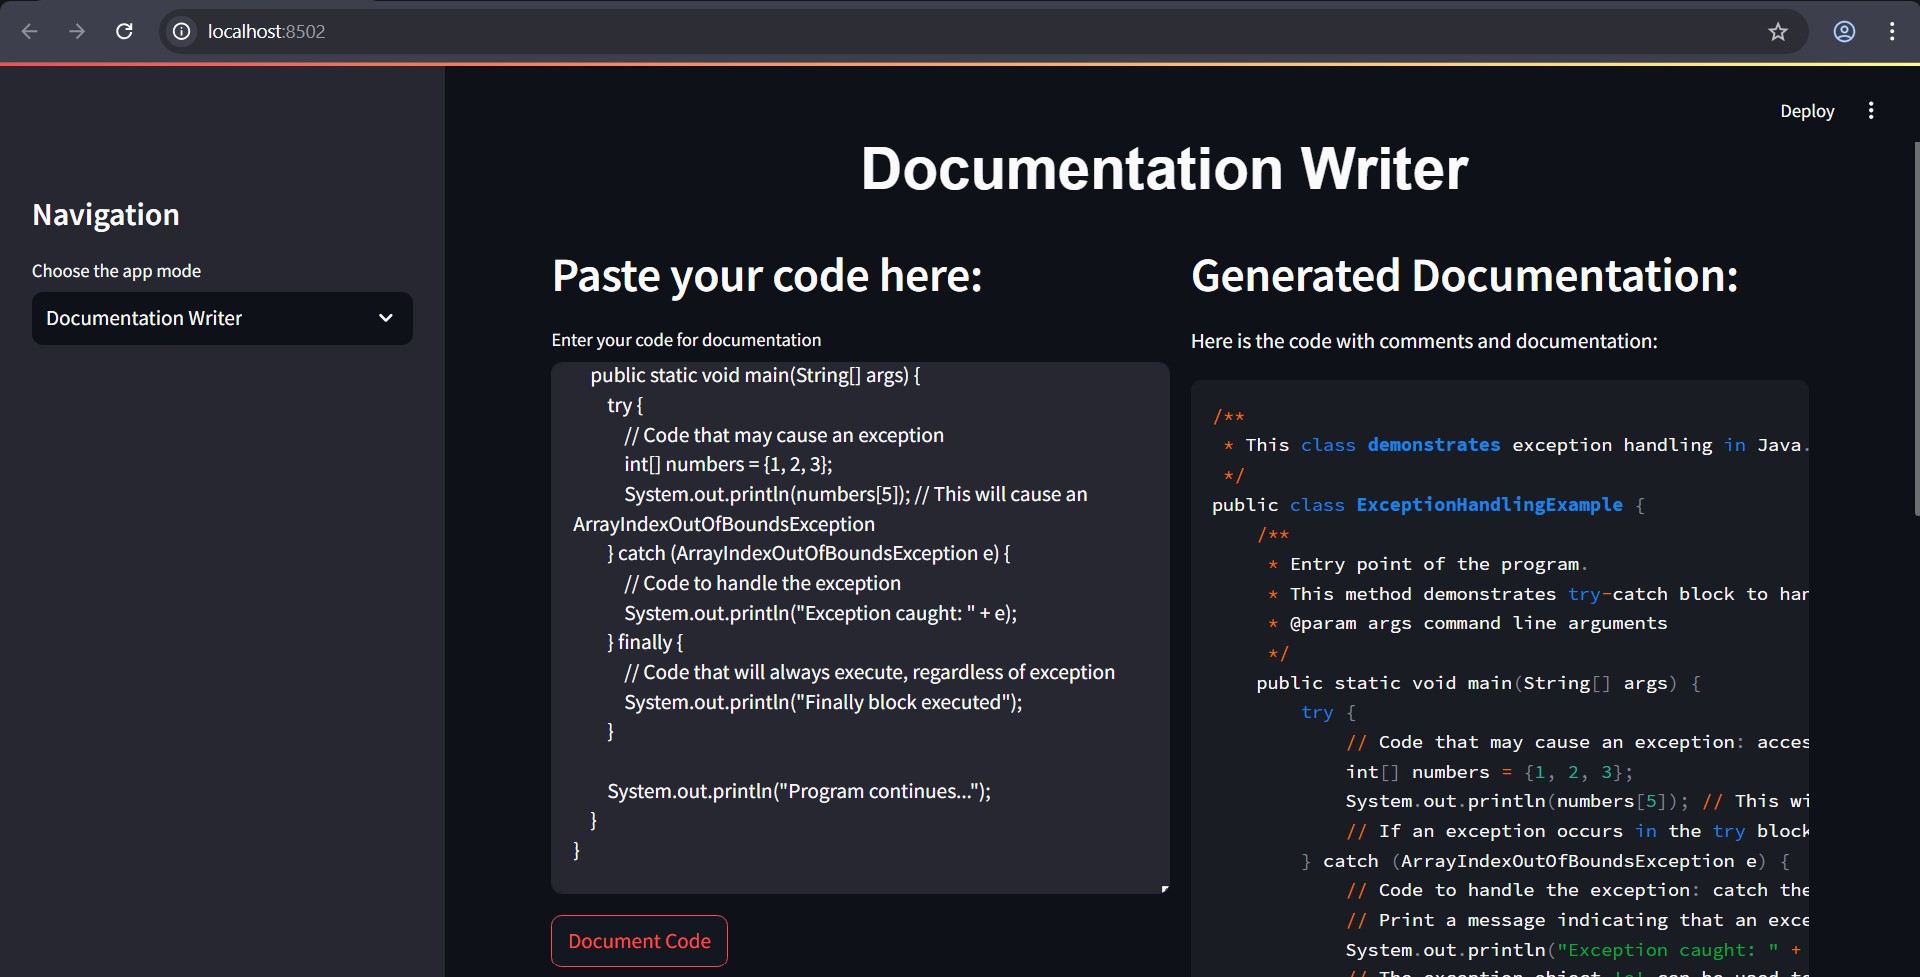 localhost:8502
Deploy
Documentation Writer
Navigation
Choose the app mode
Documentation Writer
Paste your code here:
Enter your code for documentation
public static void main(String[] args) {
try {
// Code that may cause an exception
int[] numbers = {1, 2, 3};
System.out.println(numbers[5]); // This will cause an
ArrayIndexOutOfBoundsException
} catch (ArrayIndexOutOfBoundsException e) {
// Code to handle the exception
System.out.println("Exception caught: " + e);
} finally {
// Code that will always execute, regardless of exception
System.out.println("Finally block executed");
}
System.out.println("Program continues...");
}
}
Document Code
Generated Documentation:
Here is the code with comments and documentation:
/**
* This class demonstrates exception handling in Java.
*/
public class ExceptionHandlingExample {
/**
* Entry point of the program.
* This method demonstrates try-catch block to har
* @param args command line arguments
*/
public static void main(String[] args) {
try {
// Code that may cause an exception: acces
int[] numbers = {1, 2, 3};
System.out.println(numbers[5]); // This wi
// If an exception occurs in the try block
} catch (ArrayIndexOutOfBoundsException e) {
// Code to handle the exception: catch the
// Print a message indicating that an exce
System.out.println("Exception caught: " +
// The exception object 'e' can be used to